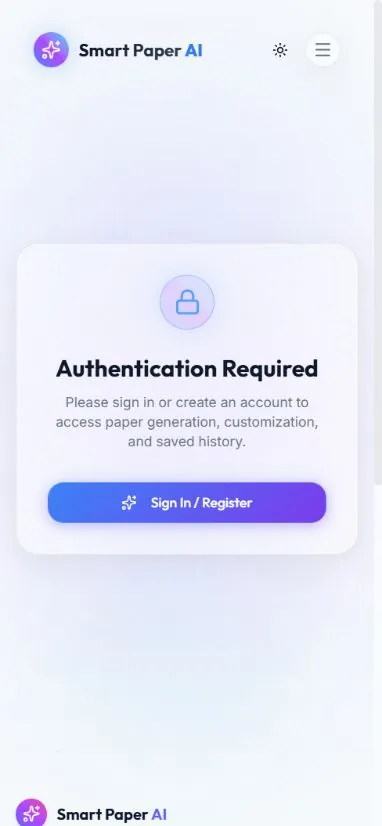 Smart Paper AI
Authentication Required
Please sign in or create an account to
access paper generation, customization,
and saved history.
Sign In / Register
Smart Paper AI